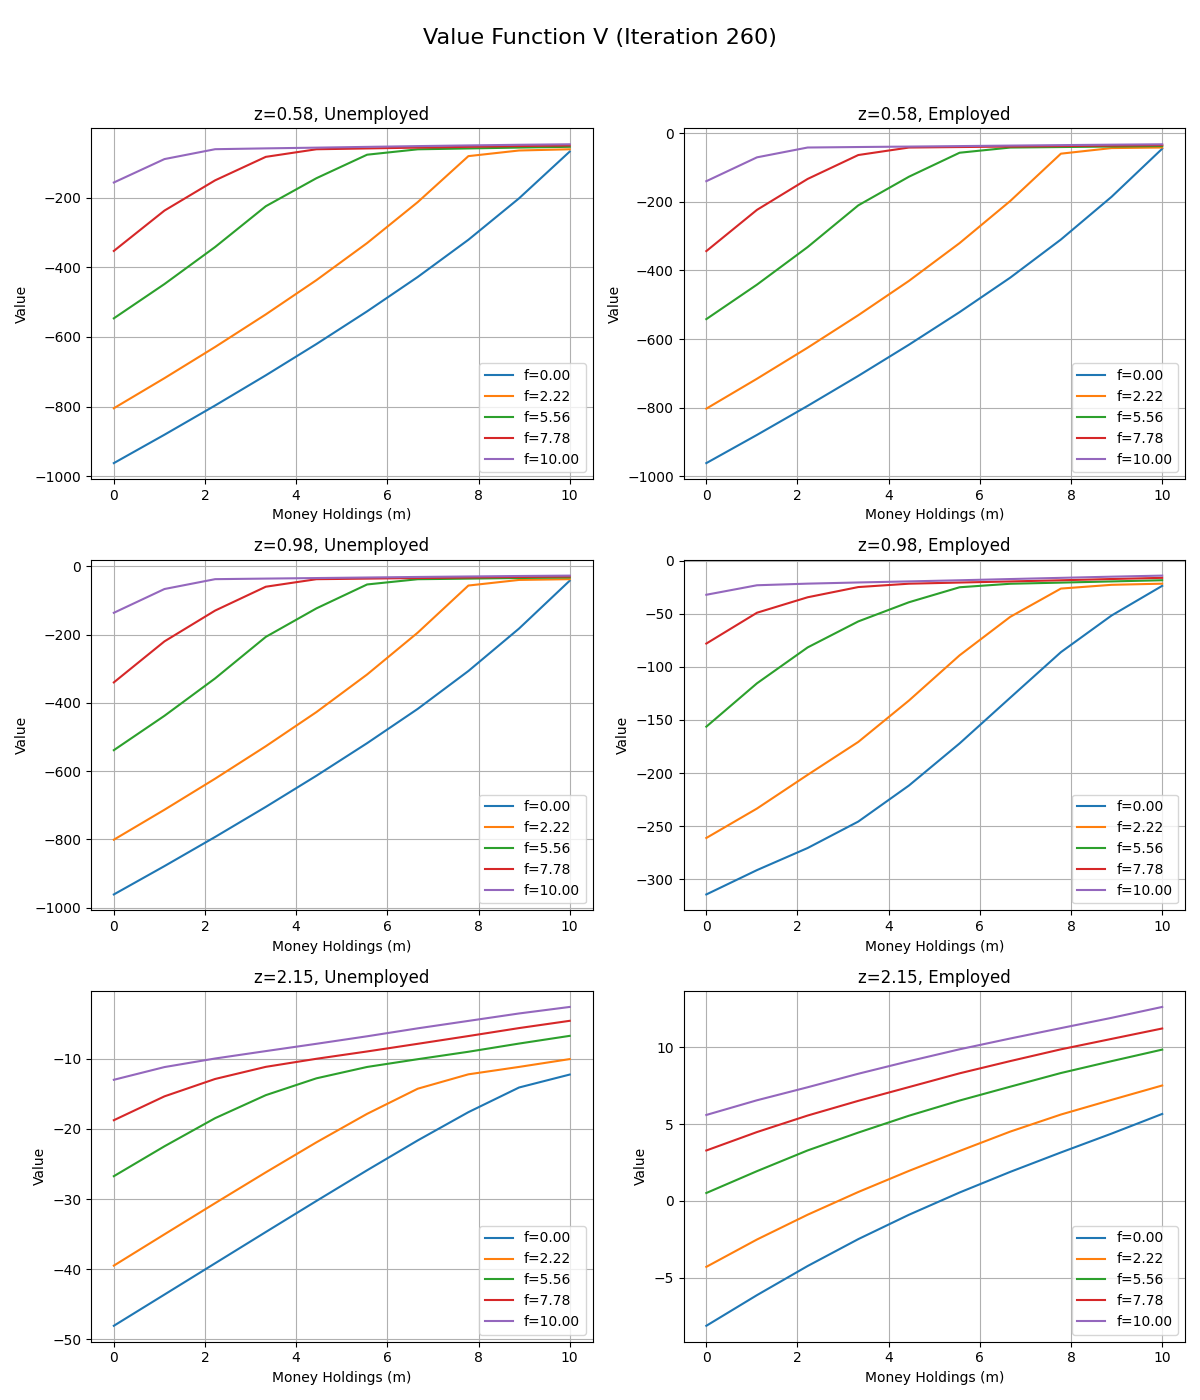 Value Function V (Iteration 260)
z=0.58, Unemployed
Value
−200
−400
−600
−800
−1000
0 2 4 6 8 10
Money Holdings (m)
f=0.00
f=2.22
f=5.56
f=7.78
f=10.00
z=0.58, Employed
Value
0
−200
−400
−600
−800
−1000
0 2 4 6 8 10
Money Holdings (m)
f=0.00
f=2.22
f=5.56
f=7.78
f=10.00
z=0.98, Unemployed
Value
0
−200
−400
−600
−800
−1000
0 2 4 6 8 10
Money Holdings (m)
f=0.00
f=2.22
f=5.56
f=7.78
f=10.00
z=0.98, Employed
Value
0
−50
−100
−150
−200
−250
−300
0 2 4 6 8 10
Money Holdings (m)
f=0.00
f=2.22
f=5.56
f=7.78
f=10.00
z=2.15, Unemployed
Value
−10
−20
−30
−40
−50
0 2 4 6 8 10
Money Holdings (m)
f=0.00
f=2.22
f=5.56
f=7.78
f=10.00
z=2.15, Employed
Value
10
5
0
−5
0 2 4 6 8 10
Money Holdings (m)
f=0.00
f=2.22
f=5.56
f=7.78
f=10.00